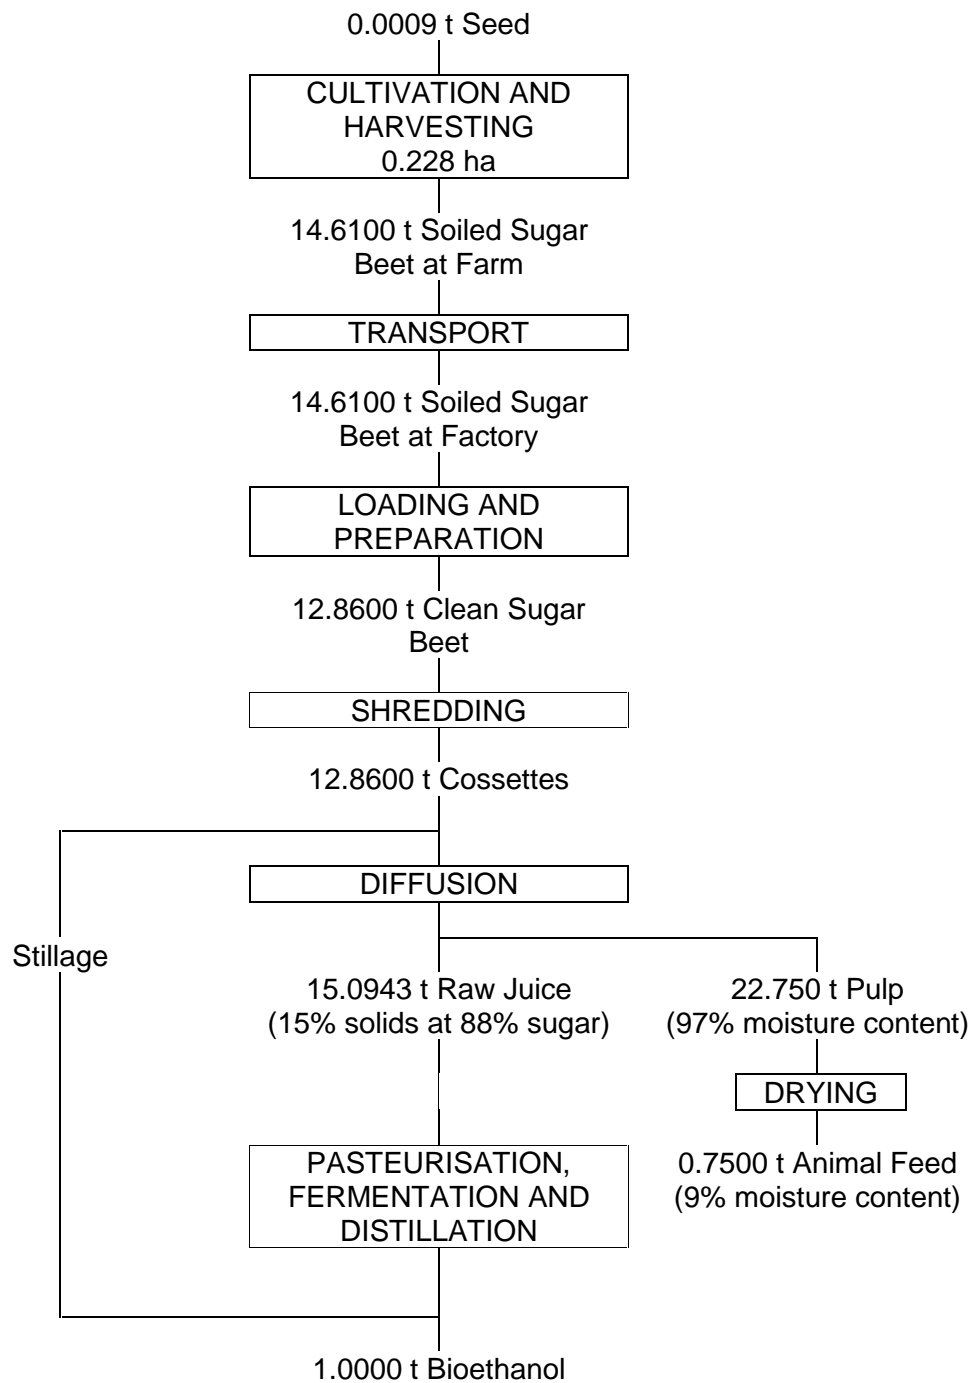 0.0009 t Seed
CULTIVATION AND
HARVESTING
0.228 ha
14.6100 t Soiled Sugar
Beet at Farm
TRANSPORT
14.6100 t Soiled Sugar
Beet at Factory
LOADING AND
PREPARATION
12.8600 t Clean Sugar
Beet
SHREDDING
12.8600 t Cossettes
DIFFUSION
Stillage
15.0943 t Raw Juice
(15% solids at 88% sugar)
22.750 t Pulp
(97% moisture content)
DRYING
PASTEURISATION,
FERMENTATION AND
DISTILLATION
0.7500 t Animal Feed
(9% moisture content)
1.0000 t Bioethanol